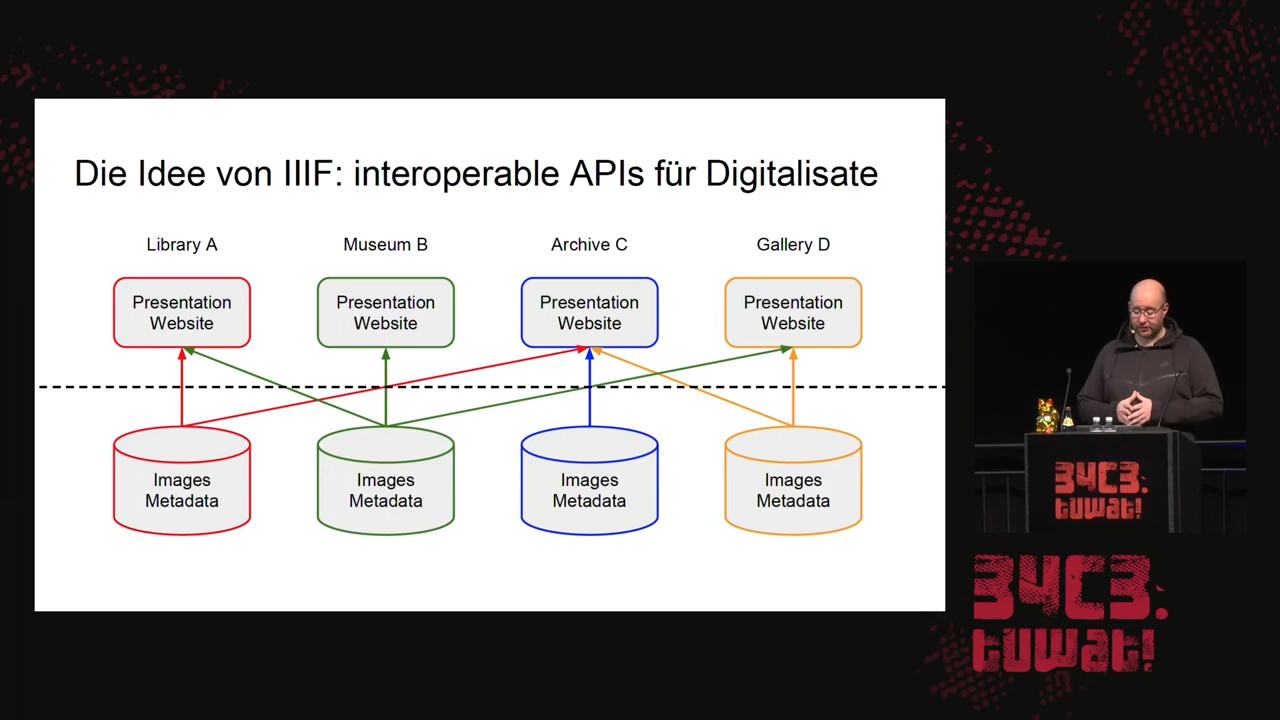 Die Idee von IIIF: interoperable APIs für Digitalisate
Library A
Museum B
Archive C
Gallery D
Presentation
Website
Presentation
Website
Presentation
Website
Presentation
Website
Images
Metadata
Images
Metadata
Images
Metadata
Images
Metadata
34C3.
tuwat!
34C3.
tuwat!